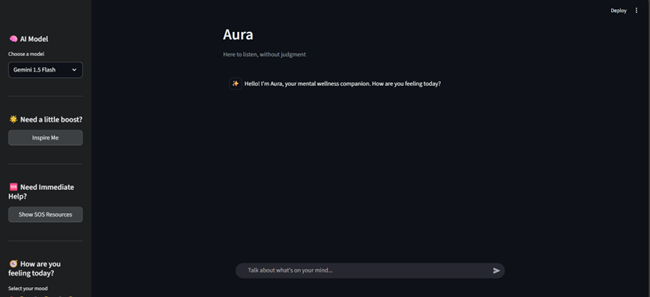 Deploy
🧠 AI Model
Choose a model
Gemini 1.5 Flash
🌟 Need a little boost?
Inspire Me
🆘 Need Immediate
Help?
Show SOS Resources
🎯 How are you
feeling today?
Select your mood
Aura
Here to listen, without judgment
✨ Hello! I'm Aura, your mental wellness companion. How are you feeling today?
Talk about what's on your mind...